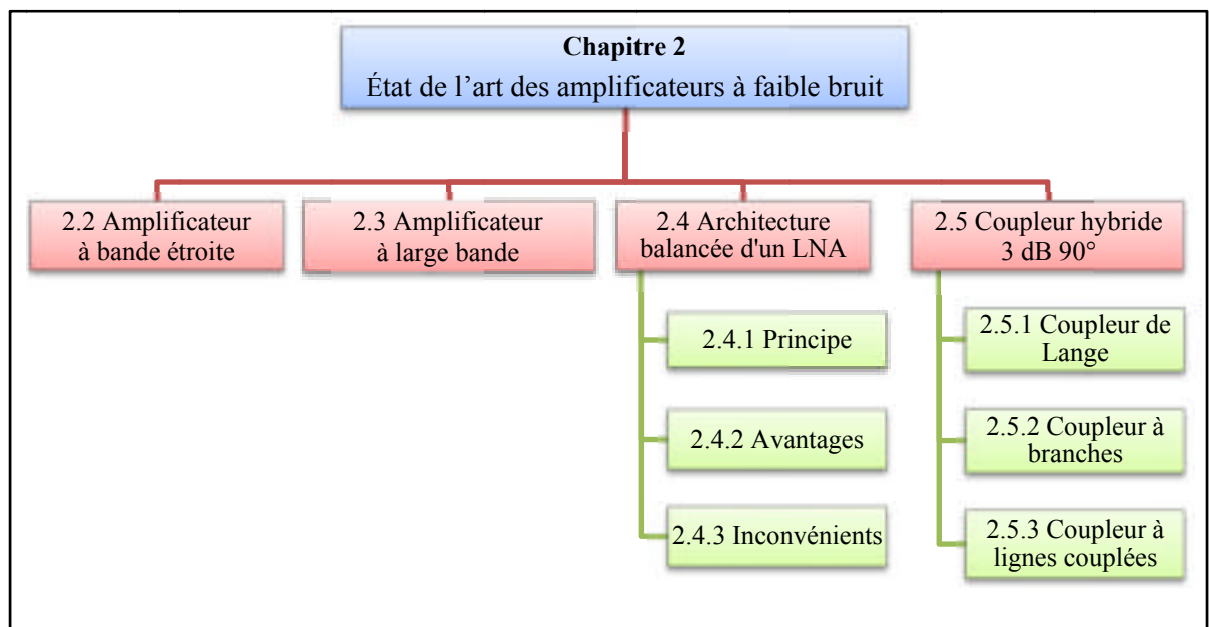 Chapitre 2
État de l’art des amplificateurs à faible bruit
2.2 Amplificateur
à bande étroite
2.3 Amplificateur
à large bande
2.4 Architecture
balancée d'un LNA
2.5 Coupleur hybride
3 dB 90°
2.4.1 Principe
2.4.2 Avantages
2.4.3 Inconvénients
2.5.1 Coupleur de
Lange
2.5.2 Coupleur à
branches
2.5.3 Coupleur à
lignes couplées